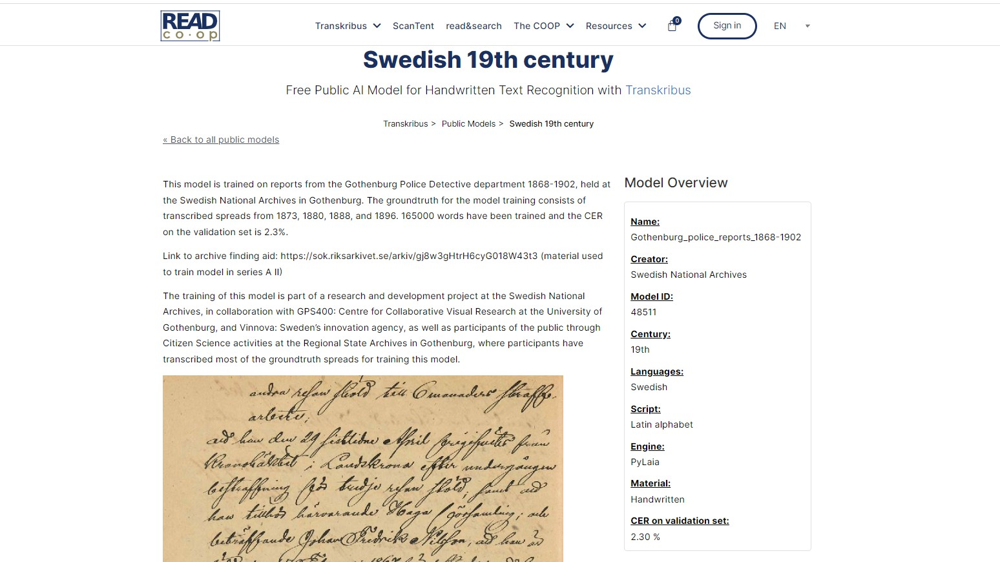 READ
co·op
Transkribus
ScanTent
read&search
The COOP
Resources
0
Sign in
EN
Swedish 19th century
Free Public AI Model for Handwritten Text Recognition with Transkribus
Transkribus > Public Models > Swedish 19th century
« Back to all public models
This model is trained on reports from the Gothenburg Police Detective department 1868-1902, held at
the Swedish National Archives in Gothenburg. The groundtruth for the model training consists of
transcribed spreads from 1873, 1880, 1888, and 1896. 165000 words have been trained and the CER
on the validation set is 2.3%.
Link to archive finding aid: https://sok.riksarkivet.se/arkiv/gj8w3gHtrH6cyG018W43t3 (material used
to train model in series A II)
The training of this model is part of a research and development project at the Swedish National
Archives, in collaboration with GPS400: Centre for Collaborative Visual Research at the University of
Gothenburg, and Vinnova: Sweden's innovation agency, as well as participants of the public through
Citizen Science activities at the Regional State Archives in Gothenburg, where participants have
transcribed most of the groundtruth spreads for training this model.
andra resan stöld till 6 månaders straff-
arbete;
att han den 29 sistlidne April frigifvits från
Kronohäktet i Landskrona efter undergången
bestraffning för tredje resan stöld, samt att
han tillhör härvarande Haga församling; och
beträffande Johan Fredrik Nilsson, att han är
Model Overview
Name:
Gothenburg_police_reports_1868-1902
Creator:
Swedish National Archives
Model ID:
48511
Century:
19th
Languages:
Swedish
Script:
Latin alphabet
Engine:
PyLaia
Material:
Handwritten
CER on validation set:
2.30 %